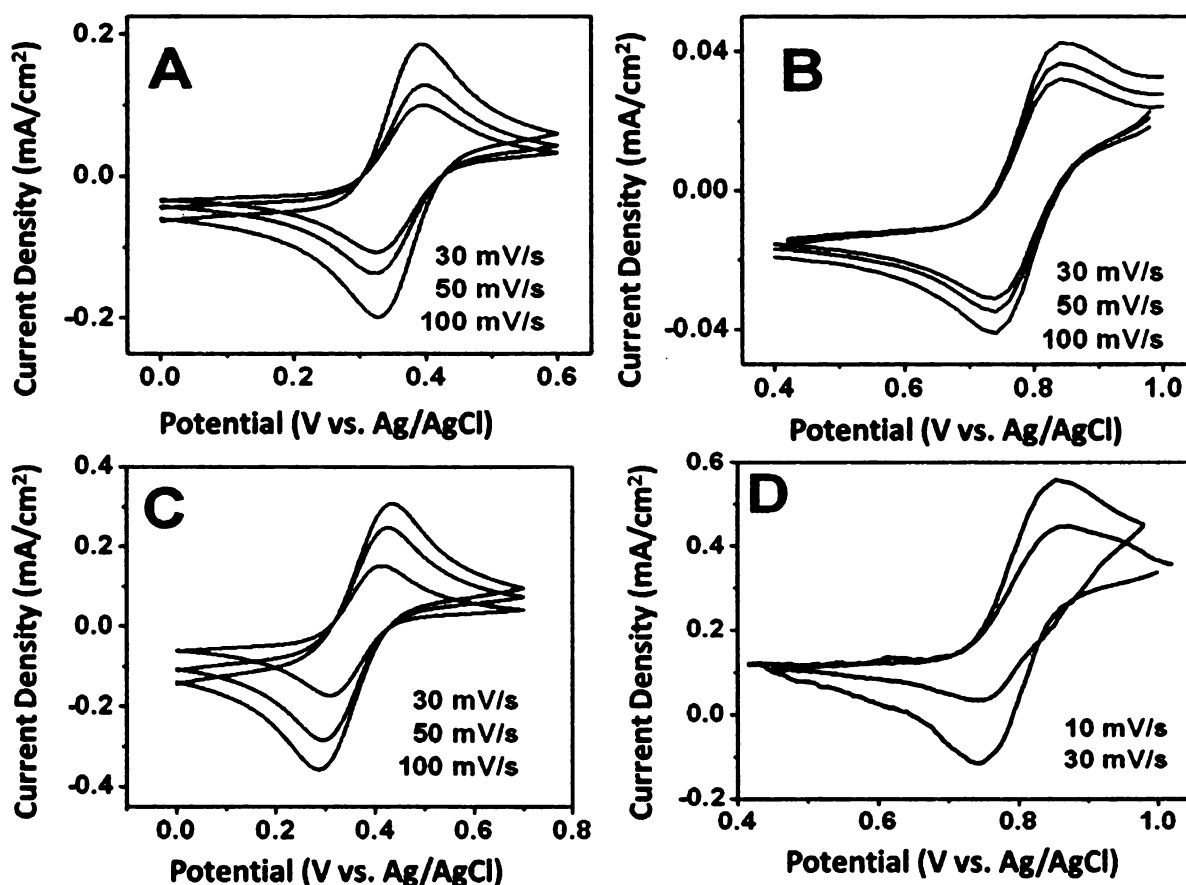 A
Current Density (mA/cm²)
0.2
0.0
-0.2
30 mV/s
50 mV/s
100 mV/s
0.0 0.2 0.4 0.6
Potential (V vs. Ag/AgCl)
B
Current Density (mA/cm²)
0.04
0.00
-0.04
30 mV/s
50 mV/s
100 mV/s
0.4 0.6 0.8 1.0
Potential (V vs. Ag/AgCl)
C
Current Density (mA/cm²)
0.4
0.2
0.0
-0.2
-0.4
30 mV/s
50 mV/s
100 mV/s
0.0 0.2 0.4 0.6 0.8
Potential (V vs. Ag/AgCl)
D
Current Density (mA/cm²)
0.6
0.4
0.2
0.0
-0.2
10 mV/s
30 mV/s
0.4 0.6 0.8 1.0
Potential (V vs. Ag/AgCl)